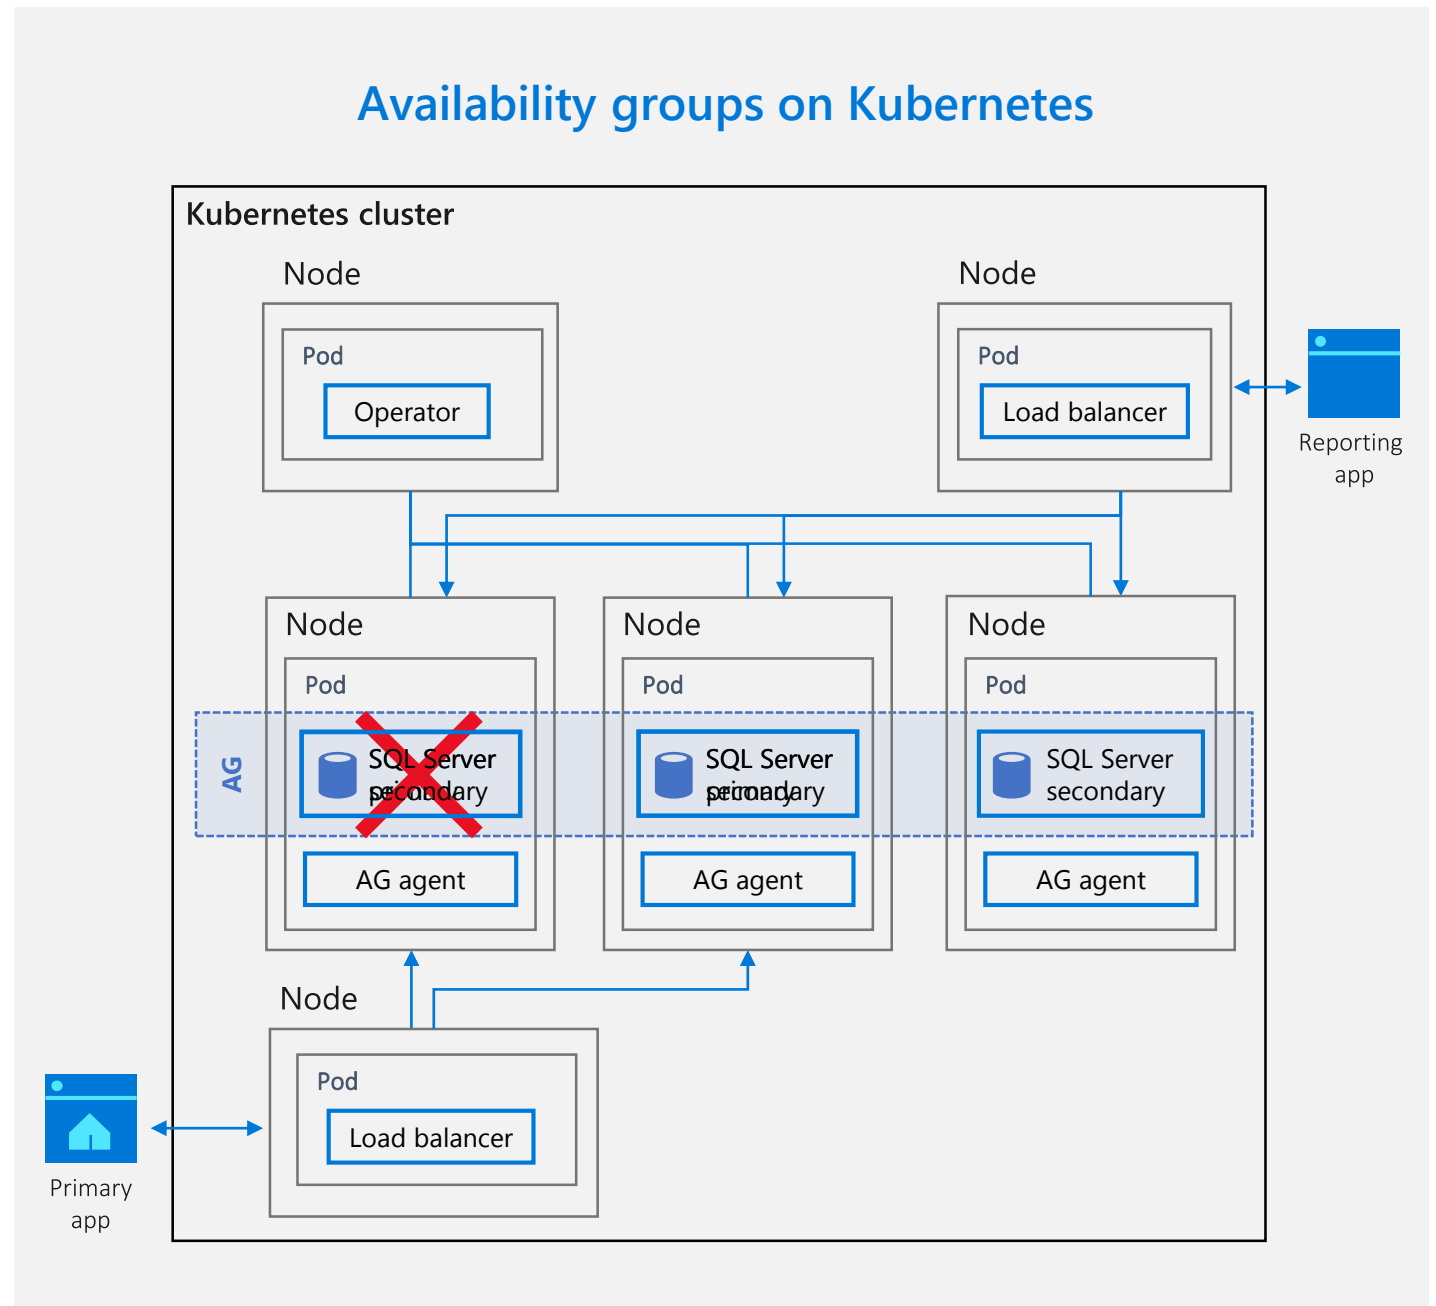 Availability groups on Kubernetes
Kubernetes cluster
Node
Pod
Operator
Node
Pod
Load balancer
Reporting
app
Node
Pod
SQL Server
AG agent
Node
Pod
SQL Server
AG agent
Node
Pod
SQL Server
secondary
AG agent
AG
Node
Pod
Load balancer
Primary
app